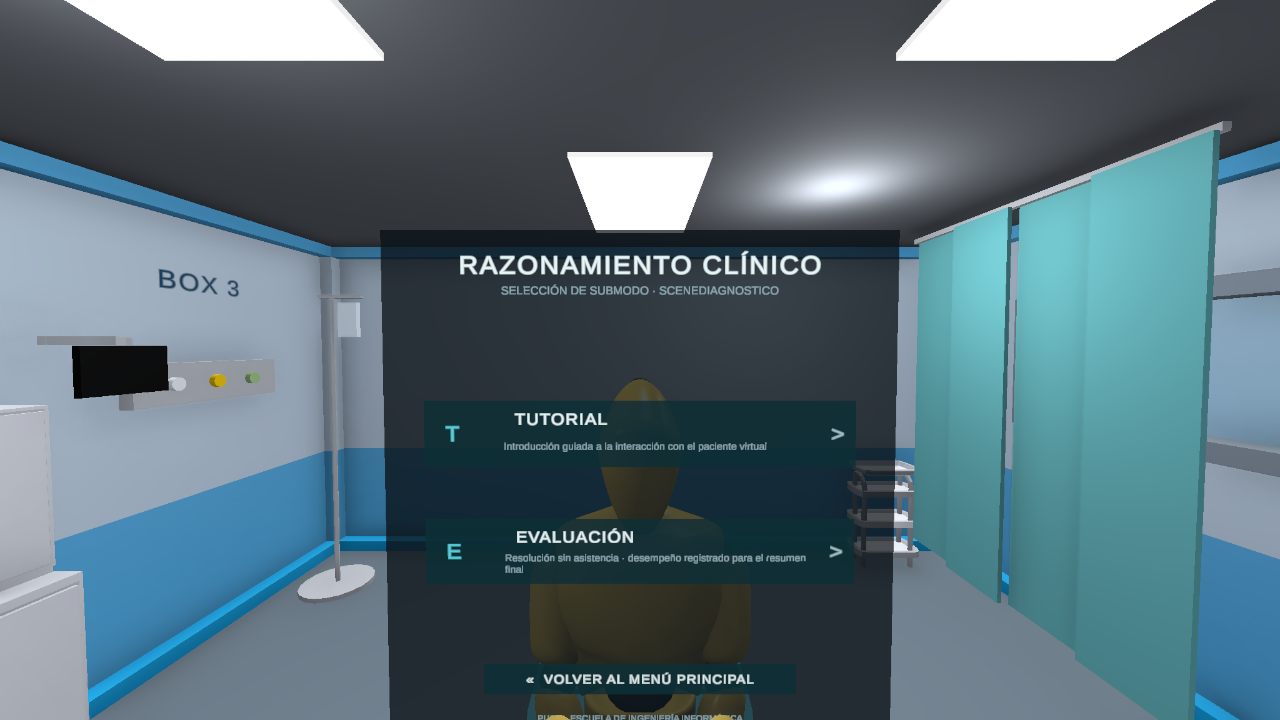 BOX 3
RAZONAMIENTO CLÍNICO
SELECCIÓN DE SUBMODO · SCENEDIAGNOSTICO
T
TUTORIAL
Introducción guiada a la interacción con el paciente virtual
>
E
EVALUACIÓN
Resolución sin asistencia · desempeño registrado para el resumen
final
>
« VOLVER AL MENÚ PRINCIPAL
ESCUELA DE INGENIERÍA INFORMÁTICA